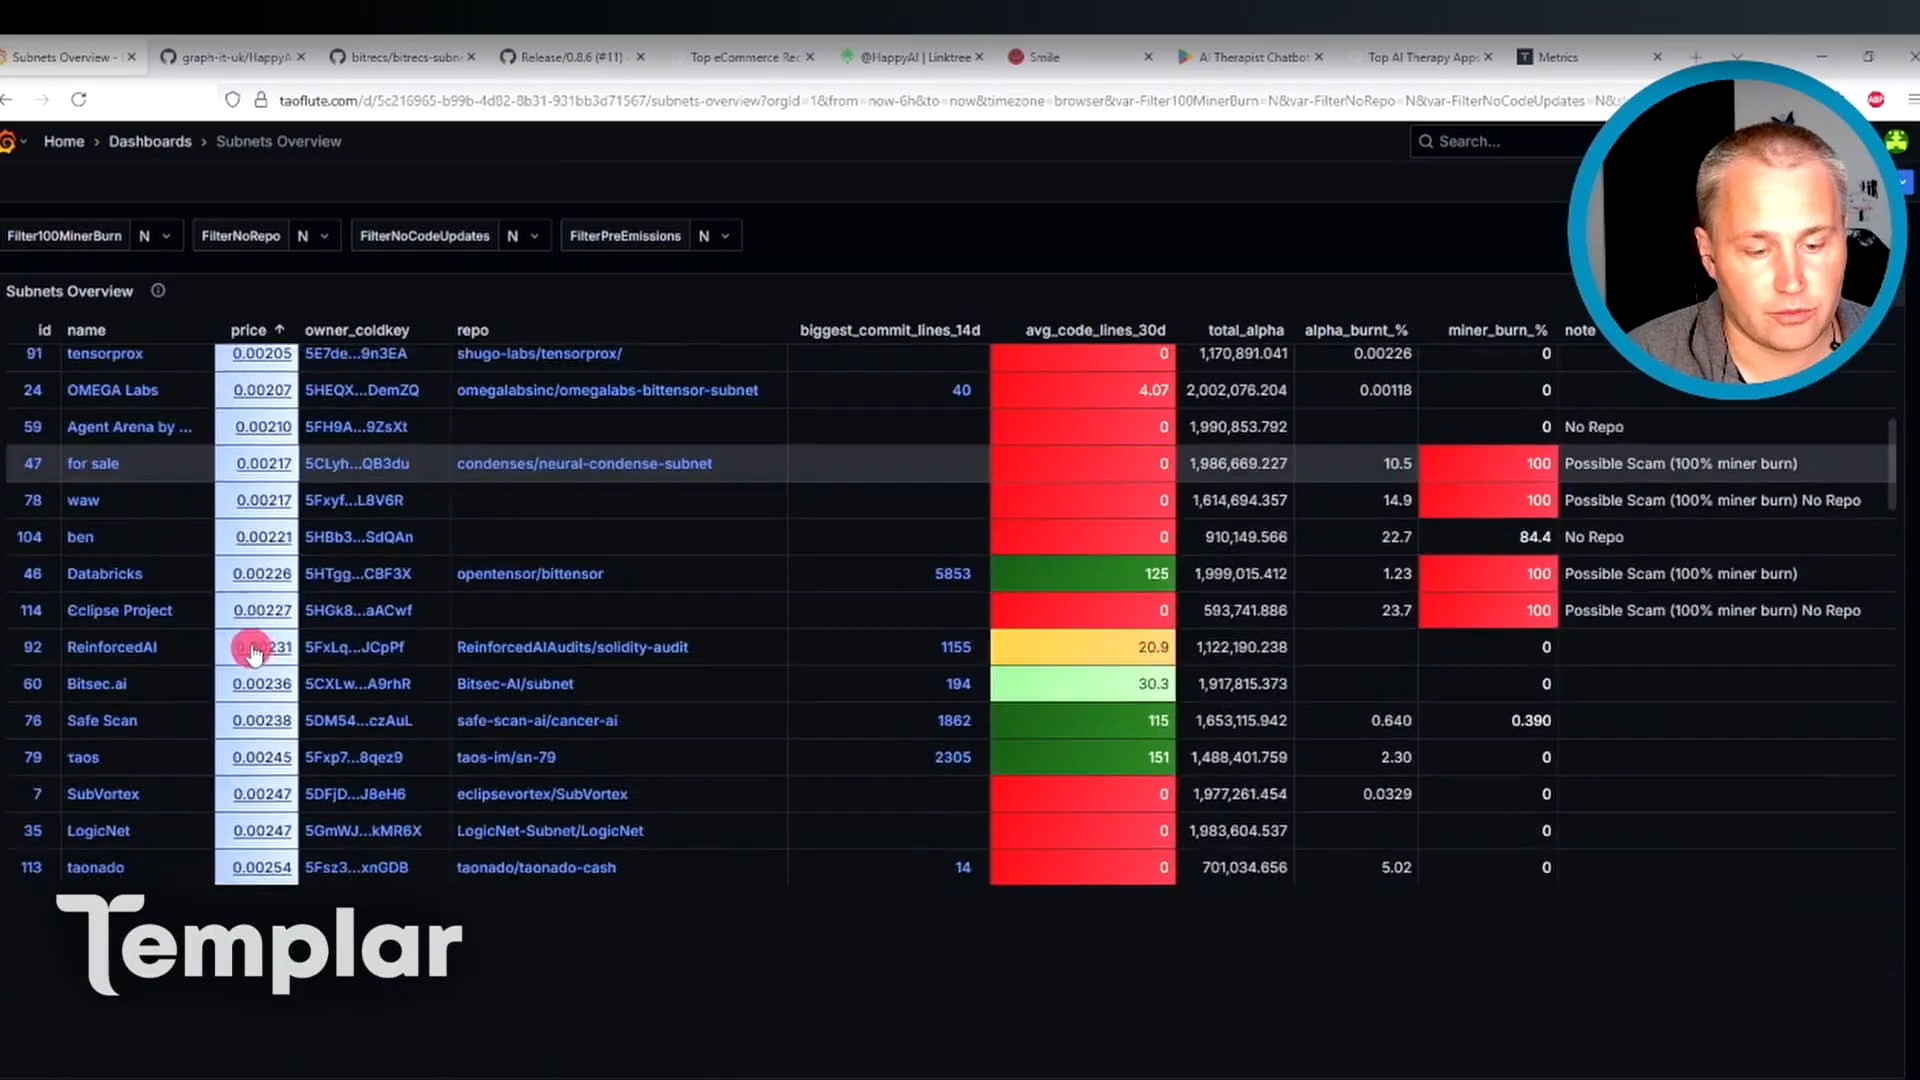 Subnets Overview -
graph-it-uk/HappyA
bitrecs/bitrecs-subne
Release/0.8.6 (#11)
Top eCommerce Rec
@HappyAI | Linktree
Smile
AI Therapist Chatbot
Top AI Therapy Apps
Metrics
taoflute.com/d/5c216965-b99b-4d82-8b31-931bb3d71567/subnets-overview?orgId=1&from=now-6h&to=now&timezone=browser&var-Filter100MinerBurn=N&var-FilterNoRepo=N&var-FilterNoCodeUpdates=N&
ABP
Home > Dashboards > Subnets Overview
Search...
Filter100MinerBurn N FilterNoRepo N FilterNoCodeUpdates N FilterPreEmissions N
Subnets Overview
id name price ↑ owner_coldkey repo biggest_commit_lines_14d avg_code_lines_30d total_alpha alpha_burnt_% miner_burn_% note
91 tensorprox 0.00205 5E7de...9n3EA shugo-labs/tensorprox/ 0 1,170,891.041 0.00226 0
24 OMEGA Labs 0.00207 5HEQX...DemZQ omegalabsinc/omegalabs-bittensor-subnet 40 4.07 2,002,076.204 0.00118 0
59 Agent Arena by ... 0.00210 5FH9A...9ZsXt 0 1,990,853.792 0 No Repo
47 for sale 0.00217 5CLyh...QB3du condenses/neural-condense-subnet 0 1,986,669.227 10.5 100 Possible Scam (100% miner burn)
78 waw 0.00217 5Fxyf...L8V6R 0 1,614,694.357 14.9 100 Possible Scam (100% miner burn) No Repo
104 ben 0.00221 5HBb3...SdQAn 0 910,149.566 22.7 84.4 No Repo
46 Databricks 0.00226 5HTgg...CBF3X opentensor/bittensor 5853 125 1,999,015.412 1.23 100 Possible Scam (100% miner burn)
114 Єclipse Project 0.00227 5HGk8...aACwf 0 593,741.886 23.7 100 Possible Scam (100% miner burn) No Repo
92 ReinforcedAI 0.00231 5FxLq...JCpPf ReinforcedAIAudits/solidity-audit 1155 20.9 1,122,190.238 0
60 Bitsec.ai 0.00236 5CXLw...A9rhR Bitsec-AI/subnet 194 30.3 1,917,815.373 0
76 Safe Scan 0.00238 5DM54...czAuL safe-scan-ai/cancer-ai 1862 115 1,653,115.942 0.640 0.390
79 τaos 0.00245 5Fxp7...8qez9 taos-im/sn-79 2305 151 1,488,401.759 2.30 0
7 SubVortex 0.00247 5DFjD...J8eH6 eclipsevortex/SubVortex 0 1,977,261.454 0.0329 0
35 LogicNet 0.00247 5GmWJ...kMR6X LogicNet-Subnet/LogicNet 0 1,983,604.537 0
113 taonado 0.00254 5Fsz3...xnGDB taonado/taonado-cash 14 0 701,034.656 5.02 0
Templar